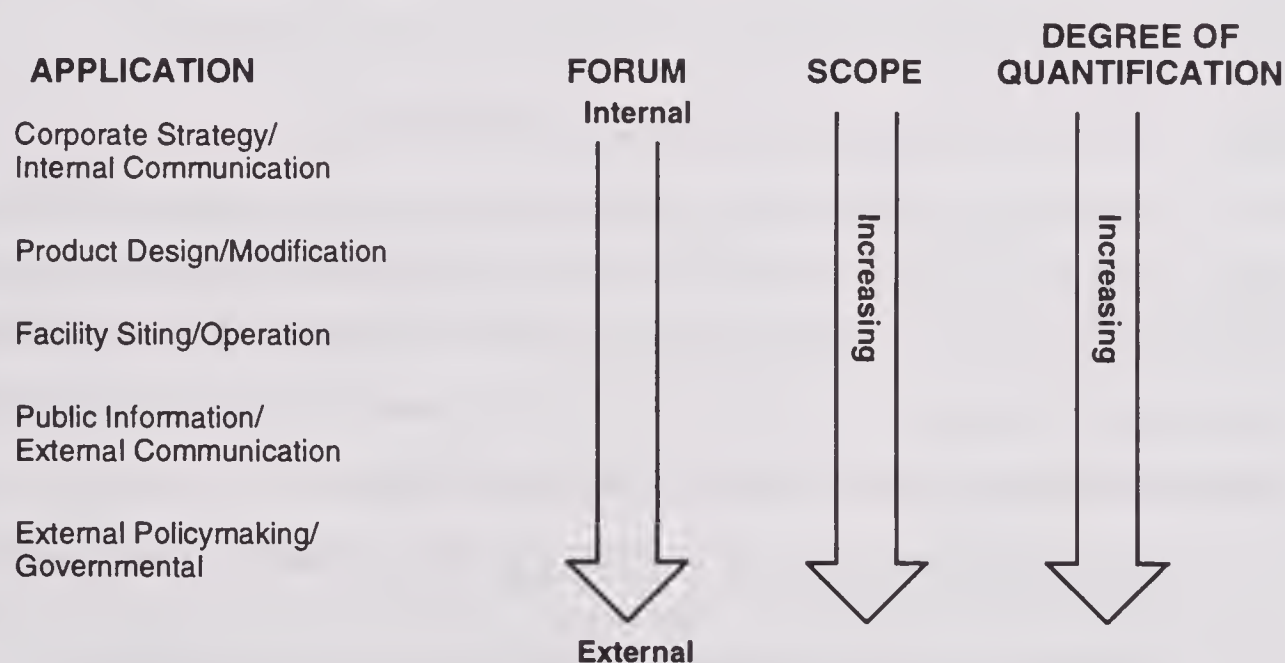 APPLICATION
Corporate Strategy/
Internal Communication
Product Design/Modification
Facility Siting/Operation
Public Information/
External Communication
External Policymaking/
Governmental
FORUM
Internal
External
SCOPE
Increasing
DEGREE OF
QUANTIFICATION
Increasing